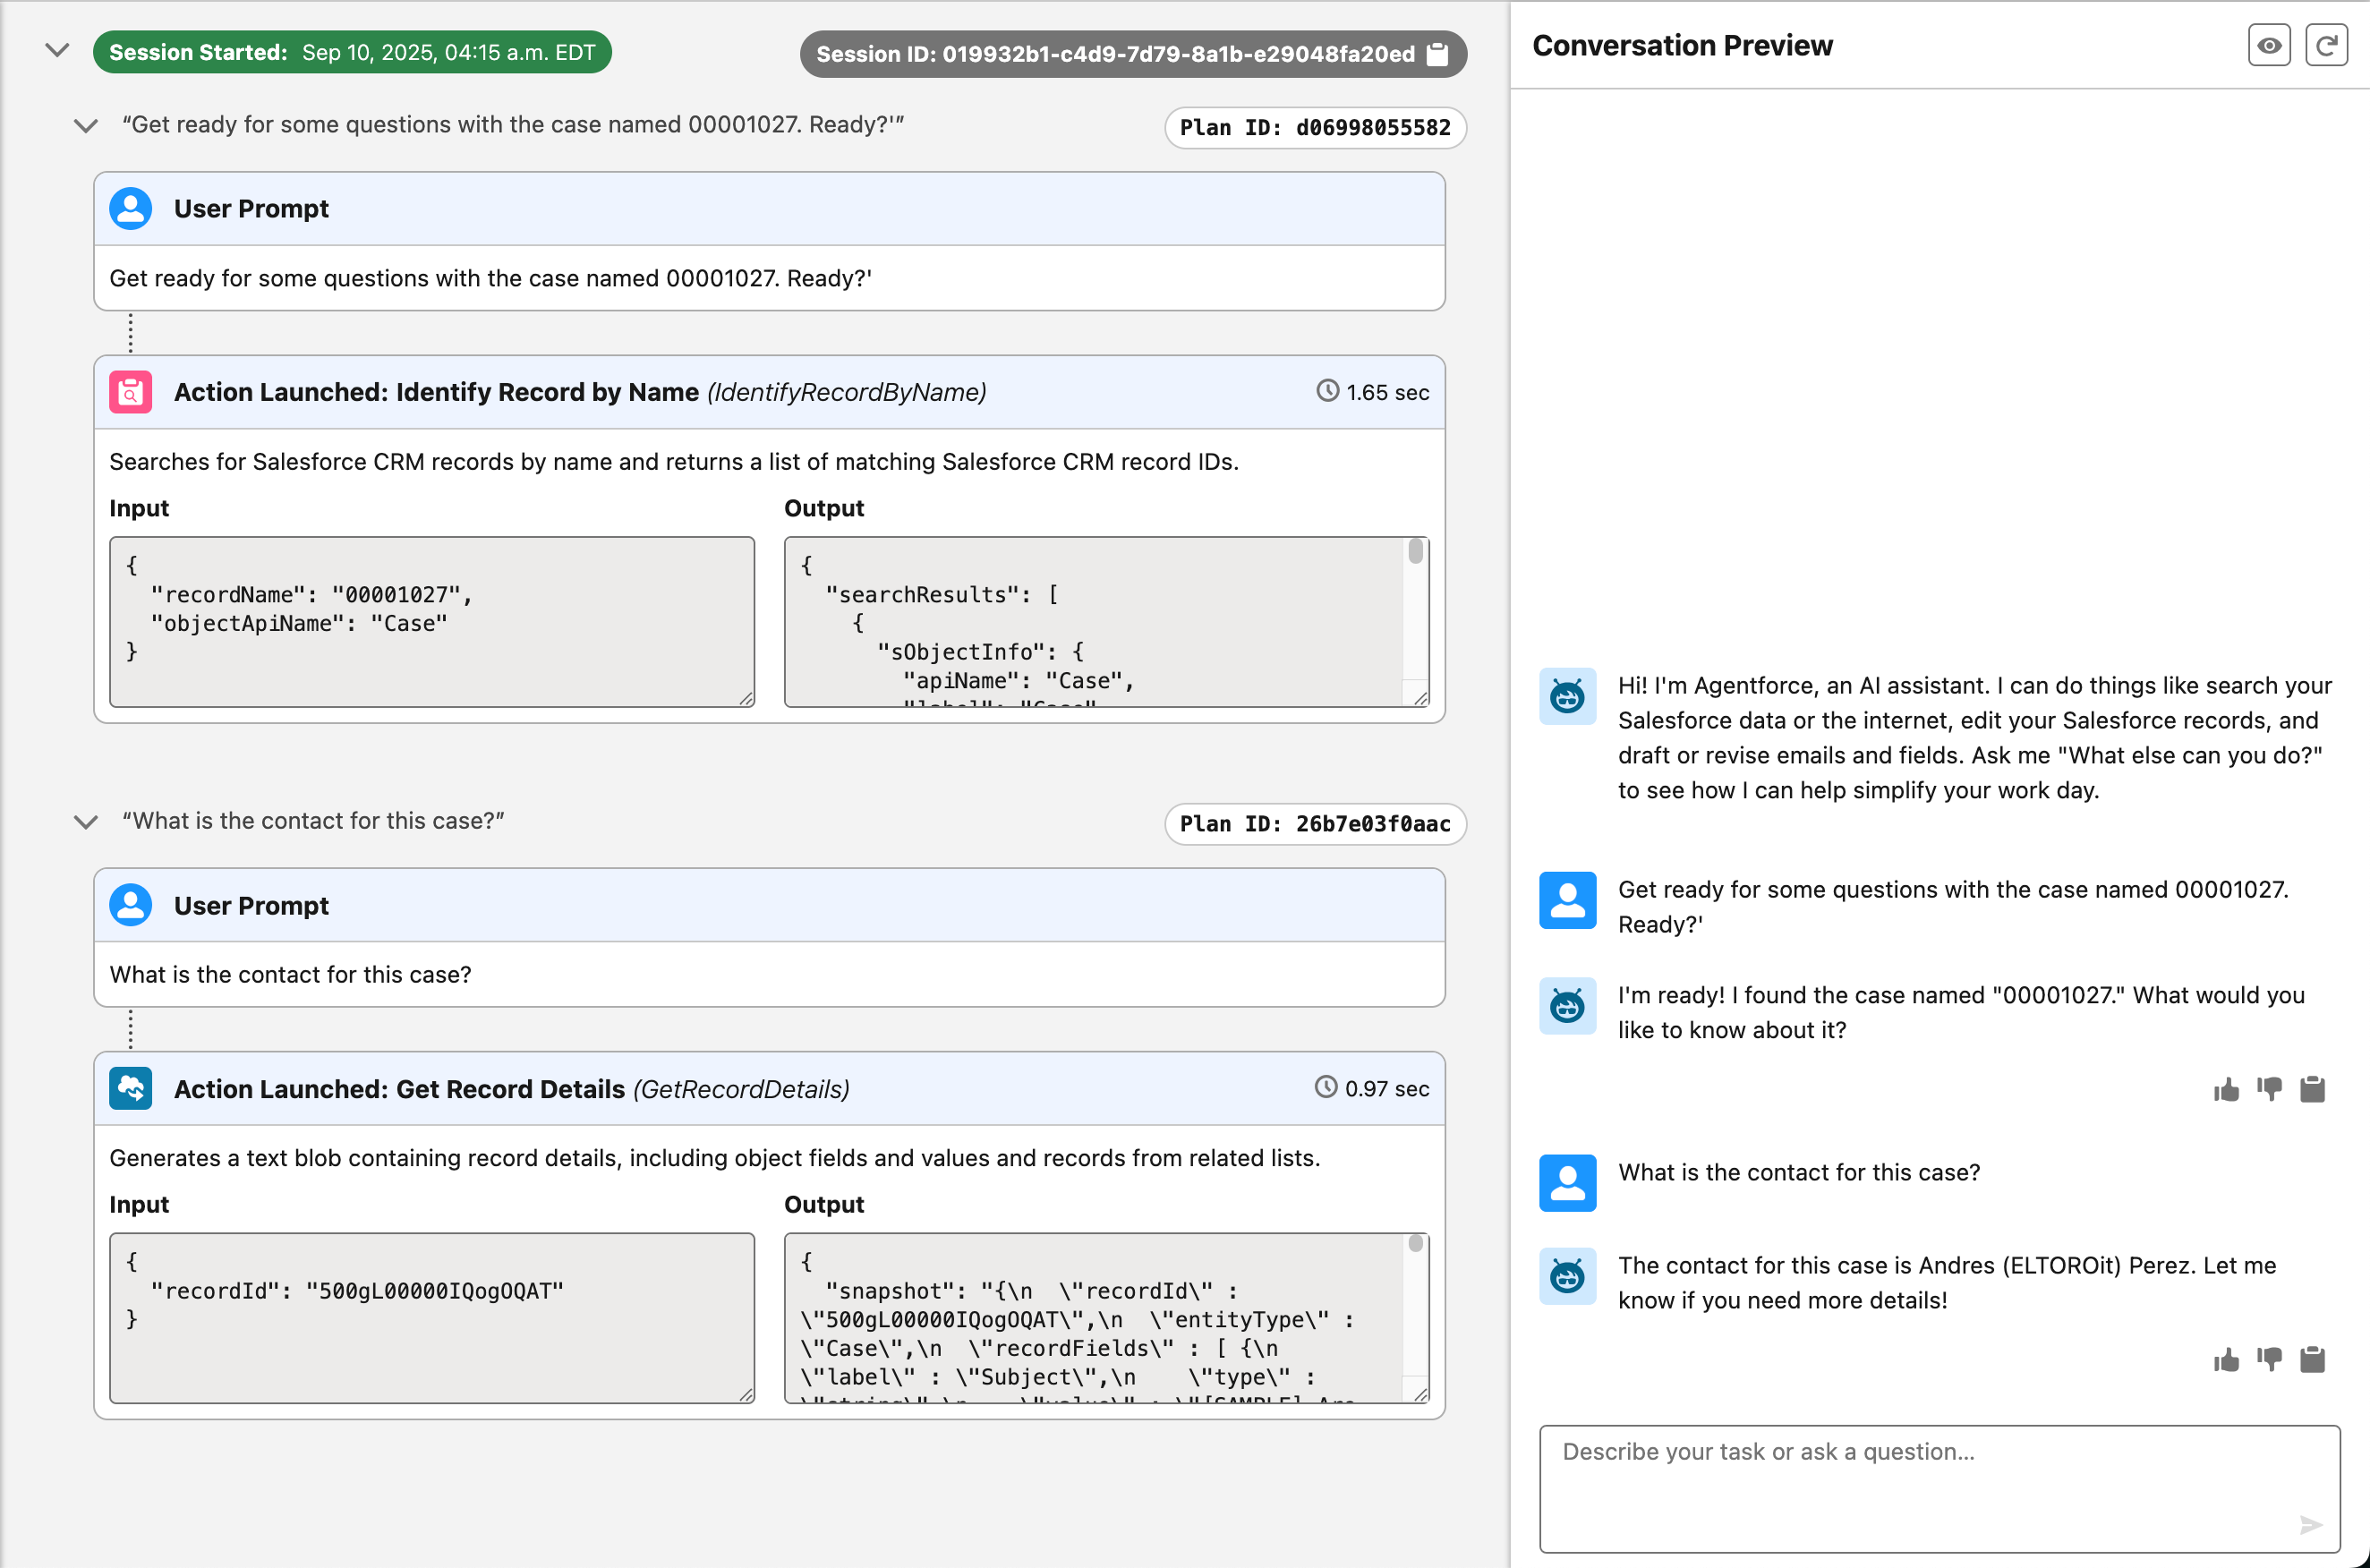 Session Started: Sep 10, 2025, 04:15 a.m. EDT
Session ID: 019932b1-c4d9-7d79-8a1b-e29048fa20ed
“Get ready for some questions with the case named 00001027. Ready?'”
Plan ID: d06998055582
User Prompt
Get ready for some questions with the case named 00001027. Ready?'
Action Launched: Identify Record by Name (IdentifyRecordByName)
1.65 sec
Searches for Salesforce CRM records by name and returns a list of matching Salesforce CRM record IDs.
Input
{
"recordName": "00001027",
"objectApiName": "Case"
}
Output
{
"searchResults": [
{
"sObjectInfo": {
"apiName": "Case",
"label": "Case"
“What is the contact for this case?”
Plan ID: 26b7e03f0aac
User Prompt
What is the contact for this case?
Action Launched: Get Record Details (GetRecordDetails)
0.97 sec
Generates a text blob containing record details, including object fields and values and records from related lists.
Input
{
"recordId": "500gL00000IQogOQAT"
}
Output
{
"snapshot": "{\n  \"recordId\" :
\"500gL00000IQogOQAT\",\n  \"entityType\" :
\"Case\",\n  \"recordFields\" : [ {\n
\"label\" : \"Subject\",\n    \"type\" :
\"string\",\n    \"value\" : \"[SAMPLE] Are
Conversation Preview
Hi! I'm Agentforce, an AI assistant. I can do things like search your
Salesforce data or the internet, edit your Salesforce records, and
draft or revise emails and fields. Ask me "What else can you do?"
to see how I can help simplify your work day.
Get ready for some questions with the case named 00001027.
Ready?'
I'm ready! I found the case named "00001027." What would you
like to know about it?
What is the contact for this case?
The contact for this case is Andres (ELTOROit) Perez. Let me
know if you need more details!
Describe your task or ask a question...